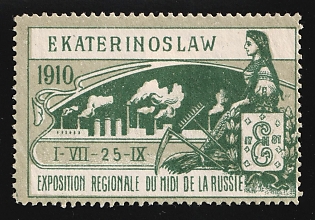 EKATERINOSLAW
1910
I-VII-25-IX
EXPOSITION REGIONALE DU MIDI DE LA RUSSIE